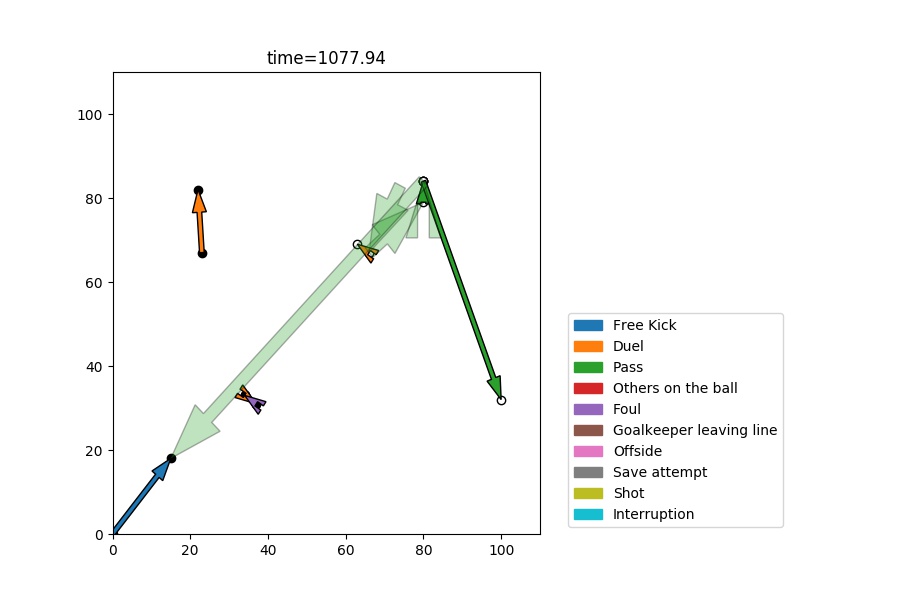 time=1077.94
100
80
60
40
20
0
0 20 40 60 80 100
Free Kick
Duel
Pass
Others on the ball
Foul
Goalkeeper leaving line
Offside
Save attempt
Shot
Interruption